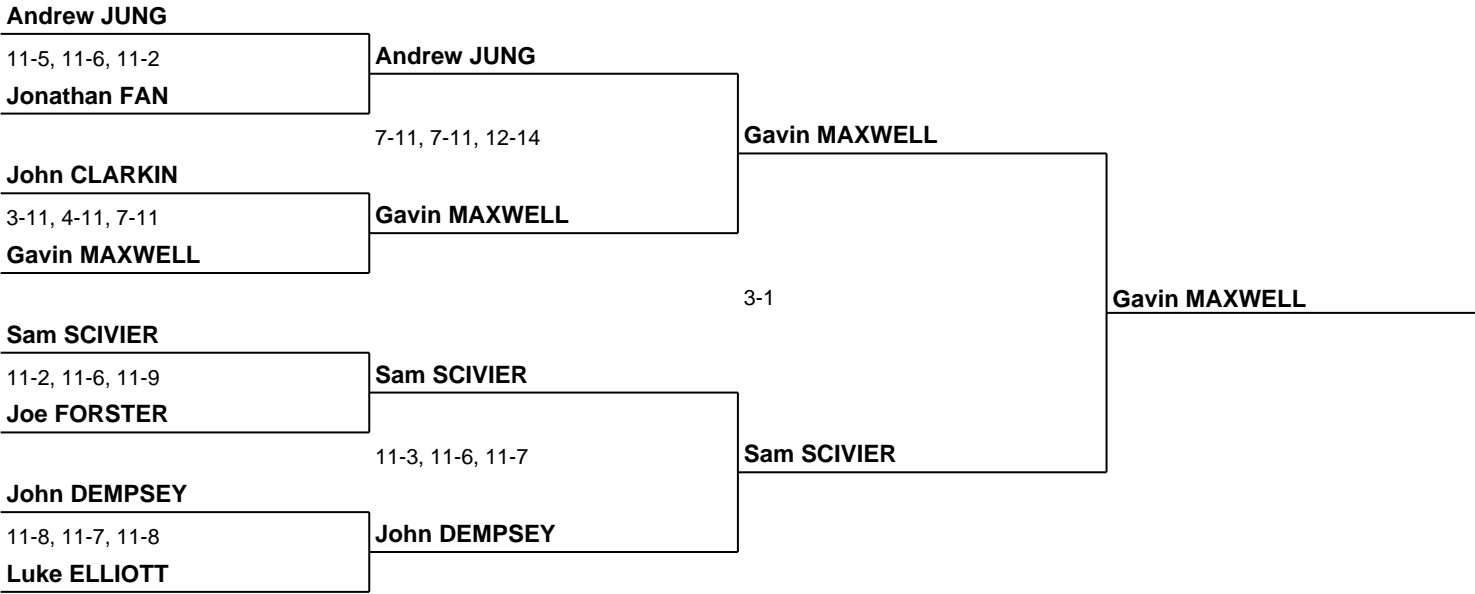 Andrew JUNG
11-5, 11-6, 11-2
Andrew JUNG
Jonathan FAN
7-11, 7-11, 12-14
Gavin MAXWELL
John CLARKIN
3-11, 4-11, 7-11
Gavin MAXWELL
Gavin MAXWELL
3-1
Gavin MAXWELL
Sam SCIVIER
11-2, 11-6, 11-9
Sam SCIVIER
Joe FORSTER
11-3, 11-6, 11-7
Sam SCIVIER
John DEMPSEY
11-8, 11-7, 11-8
John DEMPSEY
Luke ELLIOTT